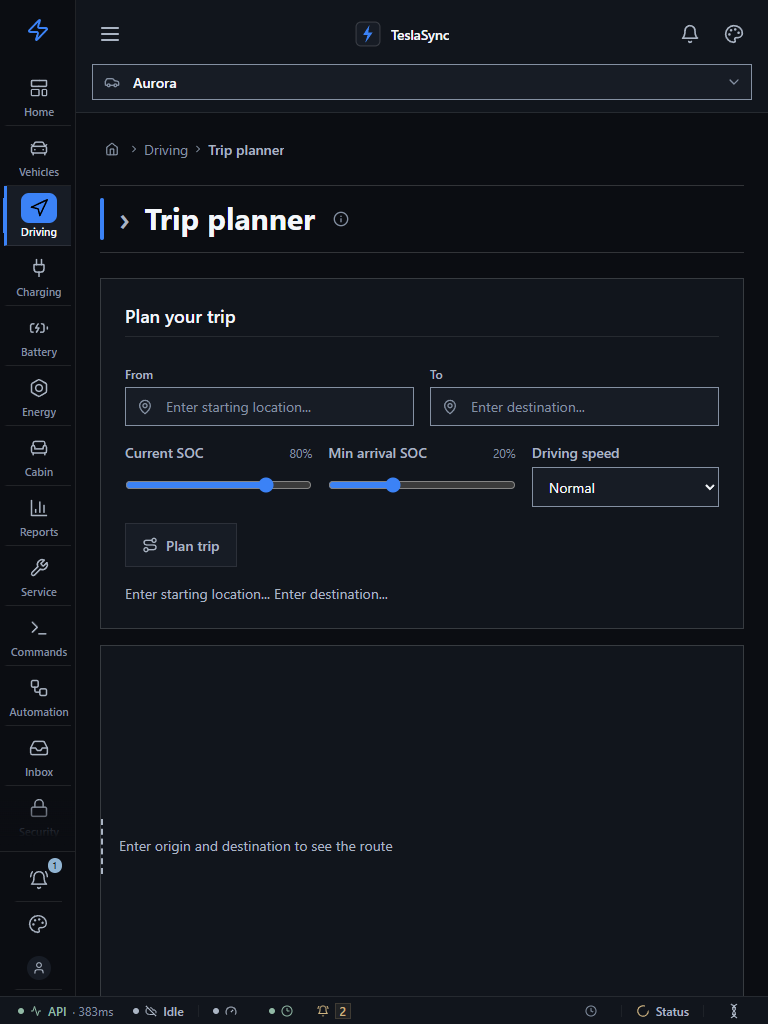 TeslaSync
Aurora
Home
Vehicles
Driving
Charging
Battery
Energy
Cabin
Reports
Service
Commands
Automation
Inbox
Security
1
Driving
Trip planner
Trip planner
Plan your trip
From
To
Enter starting location...
Enter destination...
Current SOC
80%
Min arrival SOC
20%
Driving speed
Normal
Plan trip
Enter starting location... Enter destination...
Enter origin and destination to see the route
API · 383ms
Idle
2
Status